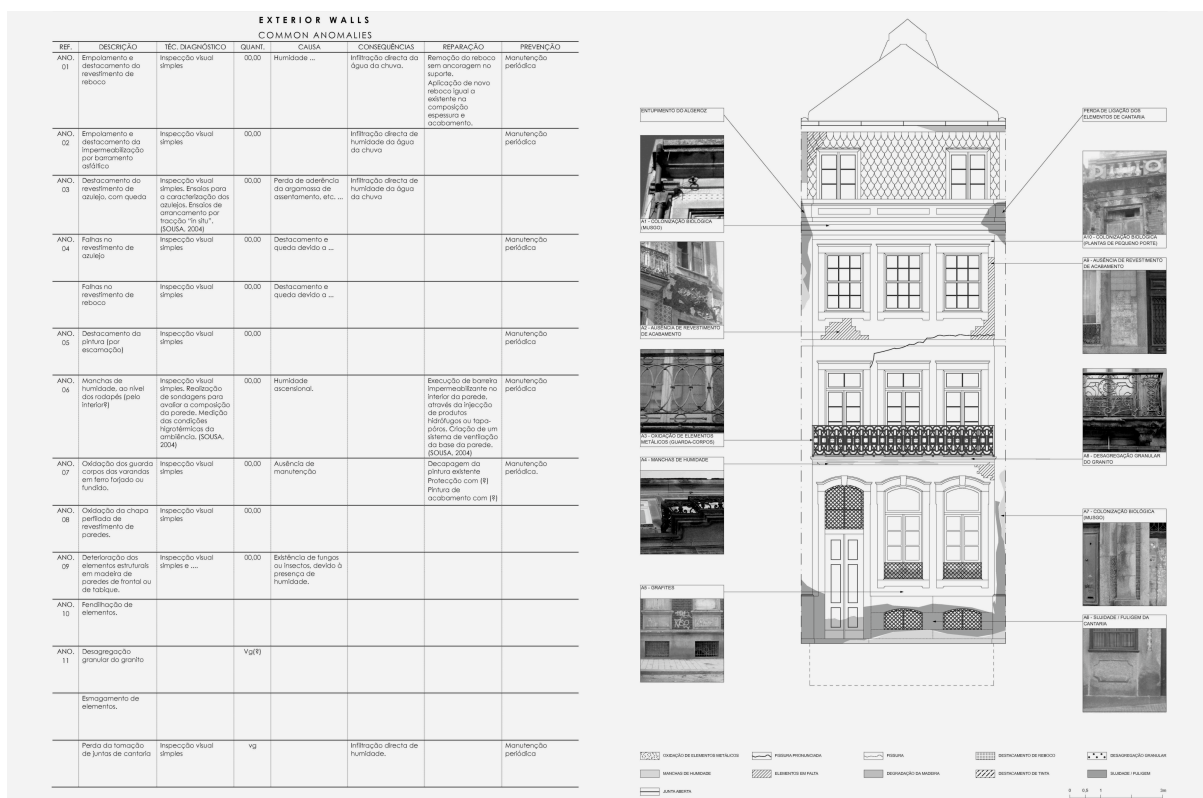 EXTERIOR WALLS
COMMON ANOMALIES
REF. DESCRIÇÃO TÉC. DIAGNÓSTICO QUANT. CAUSA CONSEQUÊNCIAS REPARAÇÃO PREVENÇÃO
ANO.
01
Empolamento e
destacamento do
revestimento de
reboco
Inspecção visual
simples
00,00
Humidade ...
Infiltração directa da
água da chuva.
Remoção do reboco
sem ancoragem no
suporte.
Aplicação de novo
reboco igual a
existente na
composição
espessura e
acabamento.
Manutenção
periódica
ANO.
02
Empolamento e
destacamento da
impermeabilização
por barramento
asfáltico
Inspecção visual
simples
00,00
Infiltração directa de
humidade da água
da chuva
Manutenção
periódica
ANO.
03
Destacamento do
revestimento de
azulejo, com queda
Inspecção visual
simples. Ensaios para
a caracterização dos
azulejos. Ensaios de
arrancamento por
tracção "in situ".
(SOUSA, 2004)
00,00
Perda de aderência
da argamassa de
assentamento, etc. ...
Infiltração directa de
humidade da água
da chuva
Manutenção
periódica
ANO.
04
Falhas no
revestimento de
azulejo
Inspecção visual
simples
00,00
Destacamento e
queda devido a ...
Manutenção
periódica
Falhas no
revestimento de
reboco
Inspecção visual
simples
00,00
Destacamento e
queda devido a ...
ANO.
05
Destacamento da
pintura (por
escamação)
Inspecção visual
simples
00,00
Manutenção
periódica
ANO.
06
Manchas de
humidade, ao nível
dos rodapés (pelo
interior?)
Inspecção visual
simples. Realização
de sondagens para
avaliar a composição
da parede. Medição
das condições
higrotérmicas da
ambiência. (SOUSA,
2004)
00,00
Humidade
ascensional.
Execução de barreira
impermeabilizante no
interior da parede,
através da injecção
de produtos
hidrófugos ou tapa-
póros. Criação de um
sistema de ventilação
da base da parede.
(SOUSA, 2004)
Manutenção
periódica
ANO.
07
Oxidação dos guarda
corpos das varandas
em ferro forjado ou
fundido.
Inspecção visual
simples
00,00
Ausência de
manutenção
Decapagem da
pintura existente
Protecção com (?)
Pintura de
acabamento com (?)
Manutenção
periódica.
ANO.
08
Oxidação da chapa
perfilada de
revestimento de
paredes.
Inspecção visual
simples
00,00
ANO.
09
Deterioração dos
elementos estruturais
em madeira de
paredes de frontal ou
de tabique.
Inspecção visual
simples e ....
00,00
Existência de fungos
ou insectos, devido à
presença de
humidade.
ANO.
10
Fendilhação de
elementos.
ANO.
11
Desagregação
granular do granito
Vg(?)
Esmagamento de
elementos.
Perda da tomação
de juntas de cantaria
Inspecção visual
simples
vg
Infiltração directa de
humidade.
Manutenção
periódica
ENTUPIMENTO DO ALGEROZ
A1 - COLONIZAÇÃO BIOLÓGICA
(MUSGO)
A2 - AUSÊNCIA DE REVESTIMENTO
DE ACABAMENTO
A3 - OXIDAÇÃO DE ELEMENTOS
METÁLICOS (GUARDA-CORPOS)
A4 - MANCHAS DE HUMIDADE
A5 - GRAFITES
PERDA DE LIGAÇÃO DOS
ELEMENTOS DE CANTARIA
A10 - COLONIZAÇÃO BIOLÓGICA
(PLANTAS DE PEQUENO PORTE)
A9 - AUSÊNCIA DE REVESTIMENTO
DE ACABAMENTO
A8 - DESAGREGAÇÃO GRANULAR
DO GRANITO
A7 - COLONIZAÇÃO BIOLÓGICA
(MUSGO)
A6 - SUJIDADE / FULIGEM DA
CANTARIA
OXIDAÇÃO DE ELEMENTOS METÁLICOS
FISSURA PRONUNCIADA
FISSURA
DESTACAMENTO DE REBOCO
DESAGREGAÇÃO GRANULAR
MANCHAS DE HUMIDADE
ELEMENTOS EM FALTA
DEGRADAÇÃO DA MADEIRA
DESTACAMENTO DE TINTA
SUJIDADE / FULIGEM
JUNTA ABERTA
0 0,5 1 3m